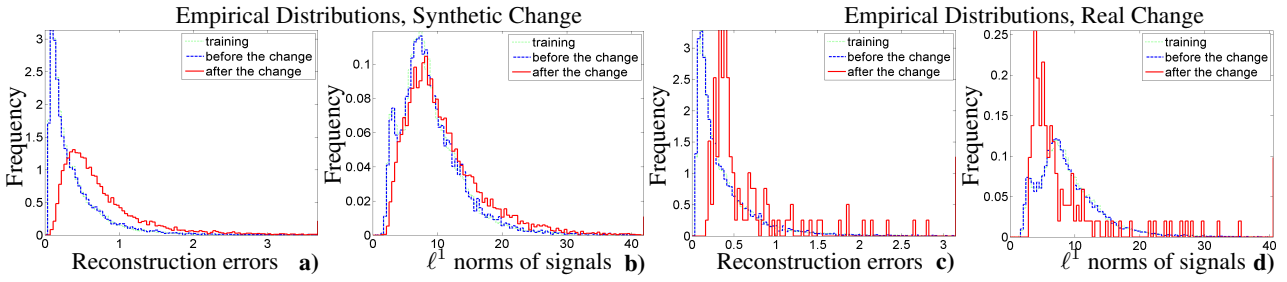 Empirical Distributions, Synthetic Change
Empirical Distributions, Real Change
Frequency
3
2.5
2
1.5
1
0.5
0
0
1
2
3
training
before the change
after the change
Reconstruction errors
a)
Frequency
0.1
0.08
0.06
0.04
0.02
0
0
10
20
30
40
training
before the change
after the change
ℓ¹ norms of signals
b)
Frequency
3
2.5
2
1.5
1
0.5
0
0
0.5
1
1.5
2
2.5
3
training
before the change
after the change
Reconstruction errors
c)
Frequency
0.25
0.2
0.15
0.1
0.05
0
0
10
20
30
40
training
before the change
after the change
ℓ¹ norms of signals
d)